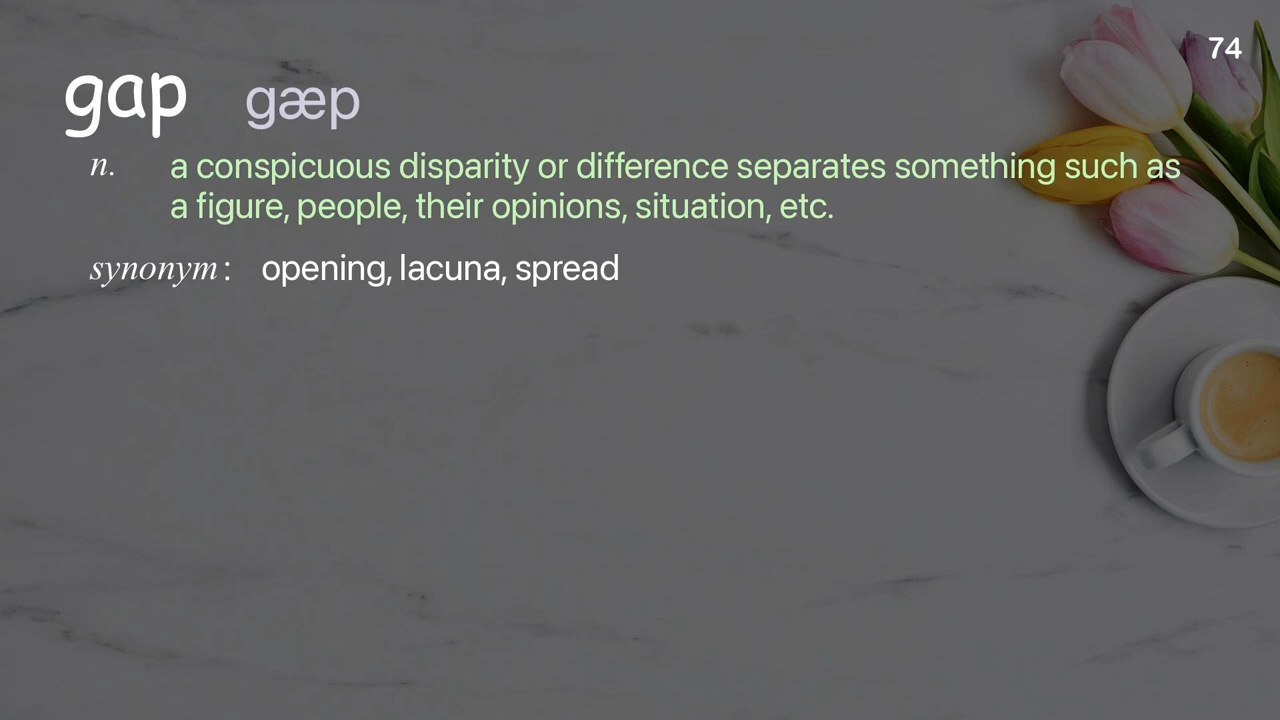 74
gap gæp
n. a conspicuous disparity or difference separates something such as
a figure, people, their opinions, situation, etc.
synonym : opening, lacuna, spread